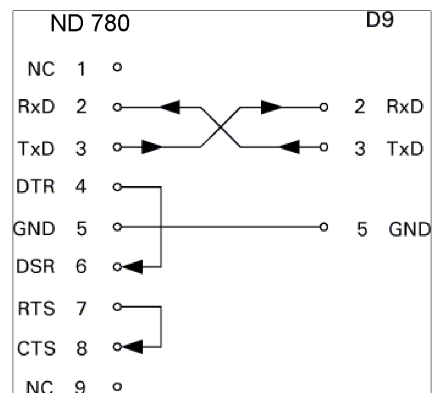 ND 780 D9
NC 1
RxD 2 2 RxD
TxD 3 3 TxD
DTR 4
GND 5 5 GND
DSR 6
RTS 7
CTS 8
NC 9